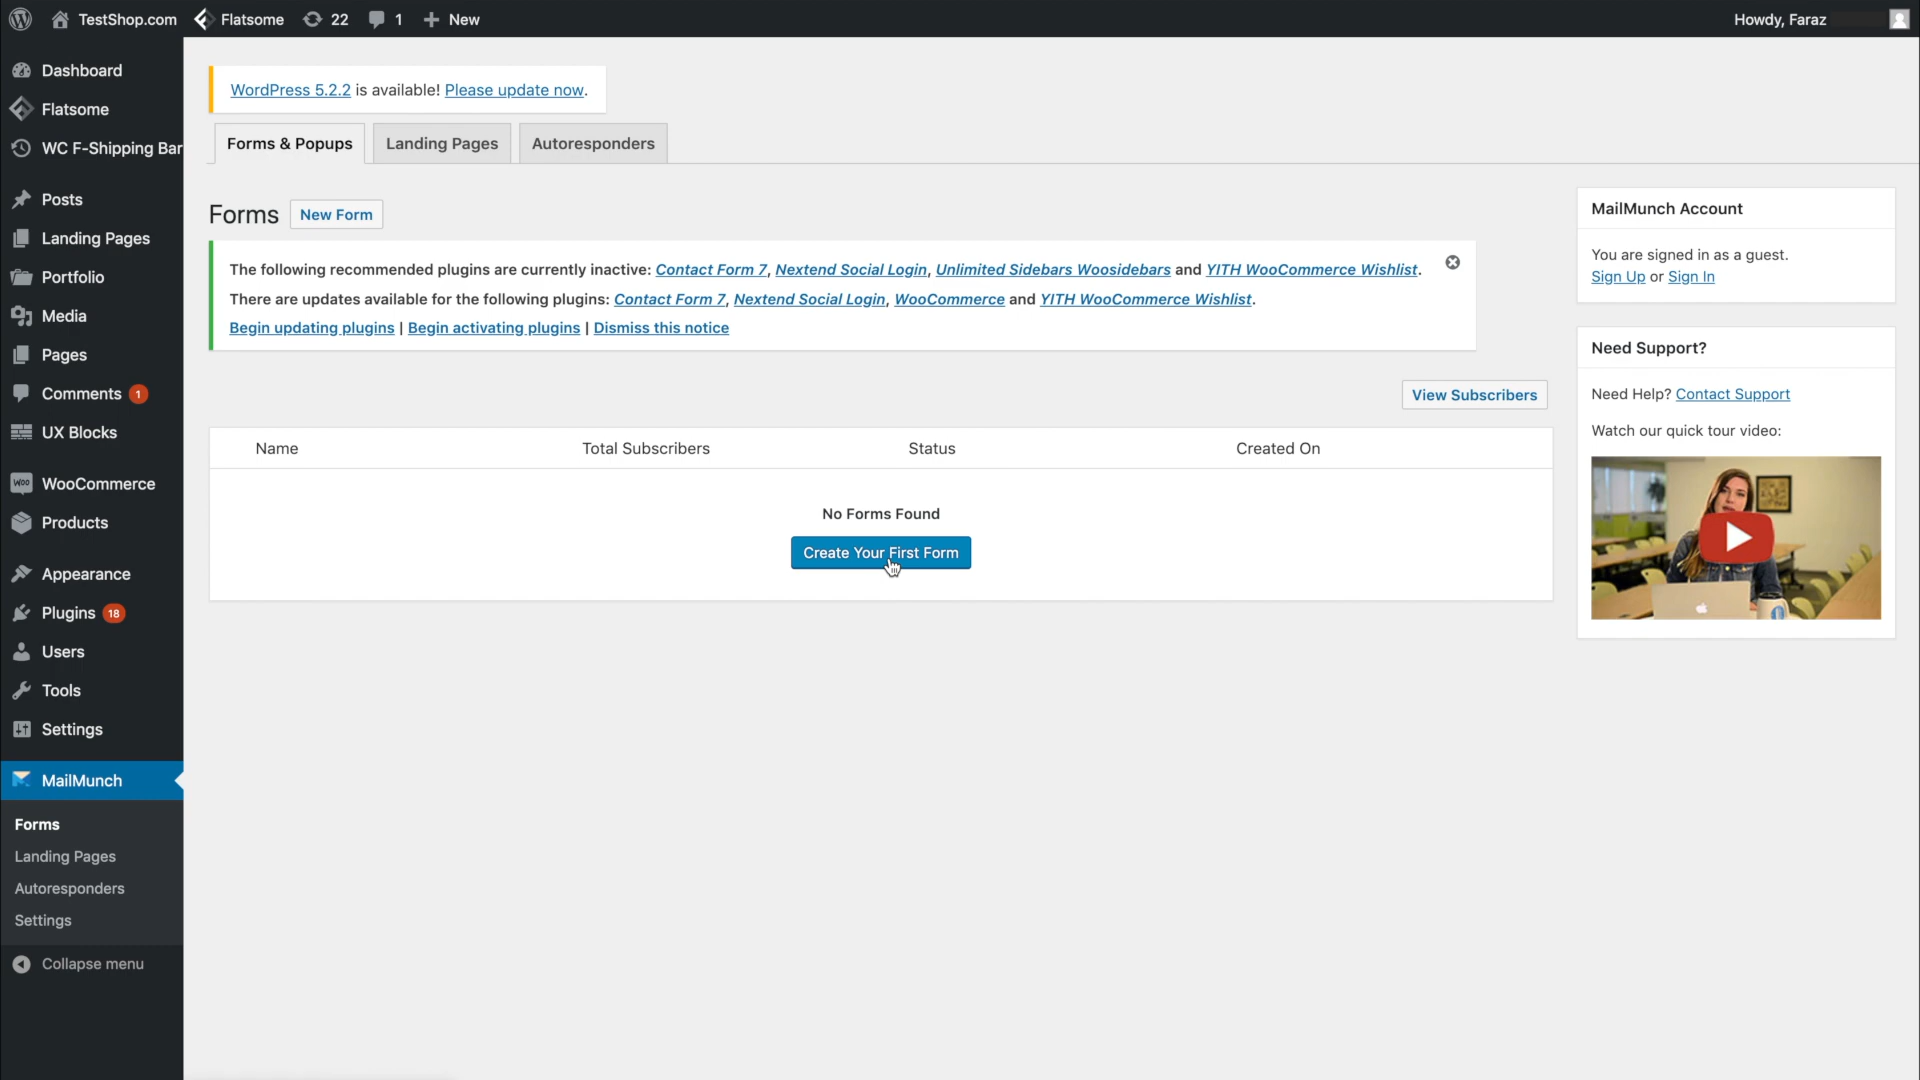 TestShop.com Flatsome 22 1 New Howdy, Faraz
Dashboard
Flatsome
WC F-Shipping Bar
Posts
Landing Pages
Portfolio
Media
Pages
Comments 1
UX Blocks
WooCommerce
Products
Appearance
Plugins 18
Users
Tools
Settings
MailMunch
Forms
Landing Pages
Autoresponders
Settings
Collapse menu
WordPress 5.2.2 is available! Please update now.
Forms & Popups Landing Pages Autoresponders
Forms New Form
The following recommended plugins are currently inactive: Contact Form 7, Nextend Social Login, Unlimited Sidebars Woosidebars and YITH WooCommerce Wishlist.
There are updates available for the following plugins: Contact Form 7, Nextend Social Login, WooCommerce and YITH WooCommerce Wishlist.
Begin updating plugins | Begin activating plugins | Dismiss this notice
View Subscribers
Name Total Subscribers Status Created On
No Forms Found
Create Your First Form
MailMunch Account
You are signed in as a guest.
Sign Up or Sign In
Need Support?
Need Help? Contact Support
Watch our quick tour video: